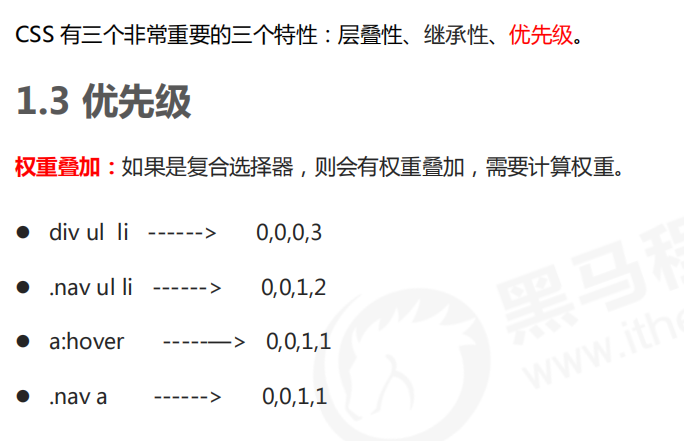 CSS 有三个非常重要的三个特性：层叠性、继承性、优先级。
1.3 优先级
权重叠加：如果是复合选择器，则会有权重叠加，需要计算权重。
● div ul li ------> 0,0,0,3
● .nav ul li ------> 0,0,1,2
● a:hover -----—> 0,0,1,1
● .nav a ------> 0,0,1,1
黑马程
www.ithe